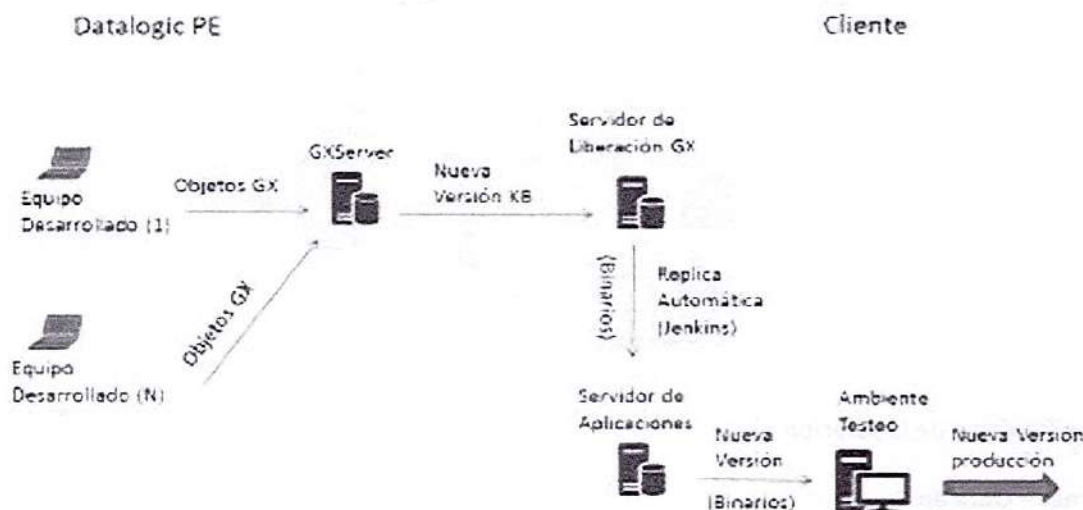 Datalogic PE
Cliente
Equipo
Desarrollado (1)
Objetos GX
GXServer
Nueva
Versión KB
Servidor de
Liberación GX
Equipo
Desarrollado (N)
Objetos GX
(Binarios)
Replica
Automática
(Jenkins)
Servidor de
Aplicaciones
Nueva
Versión
(Binarios)
Ambiente
Testeo
Nueva Versión
producción